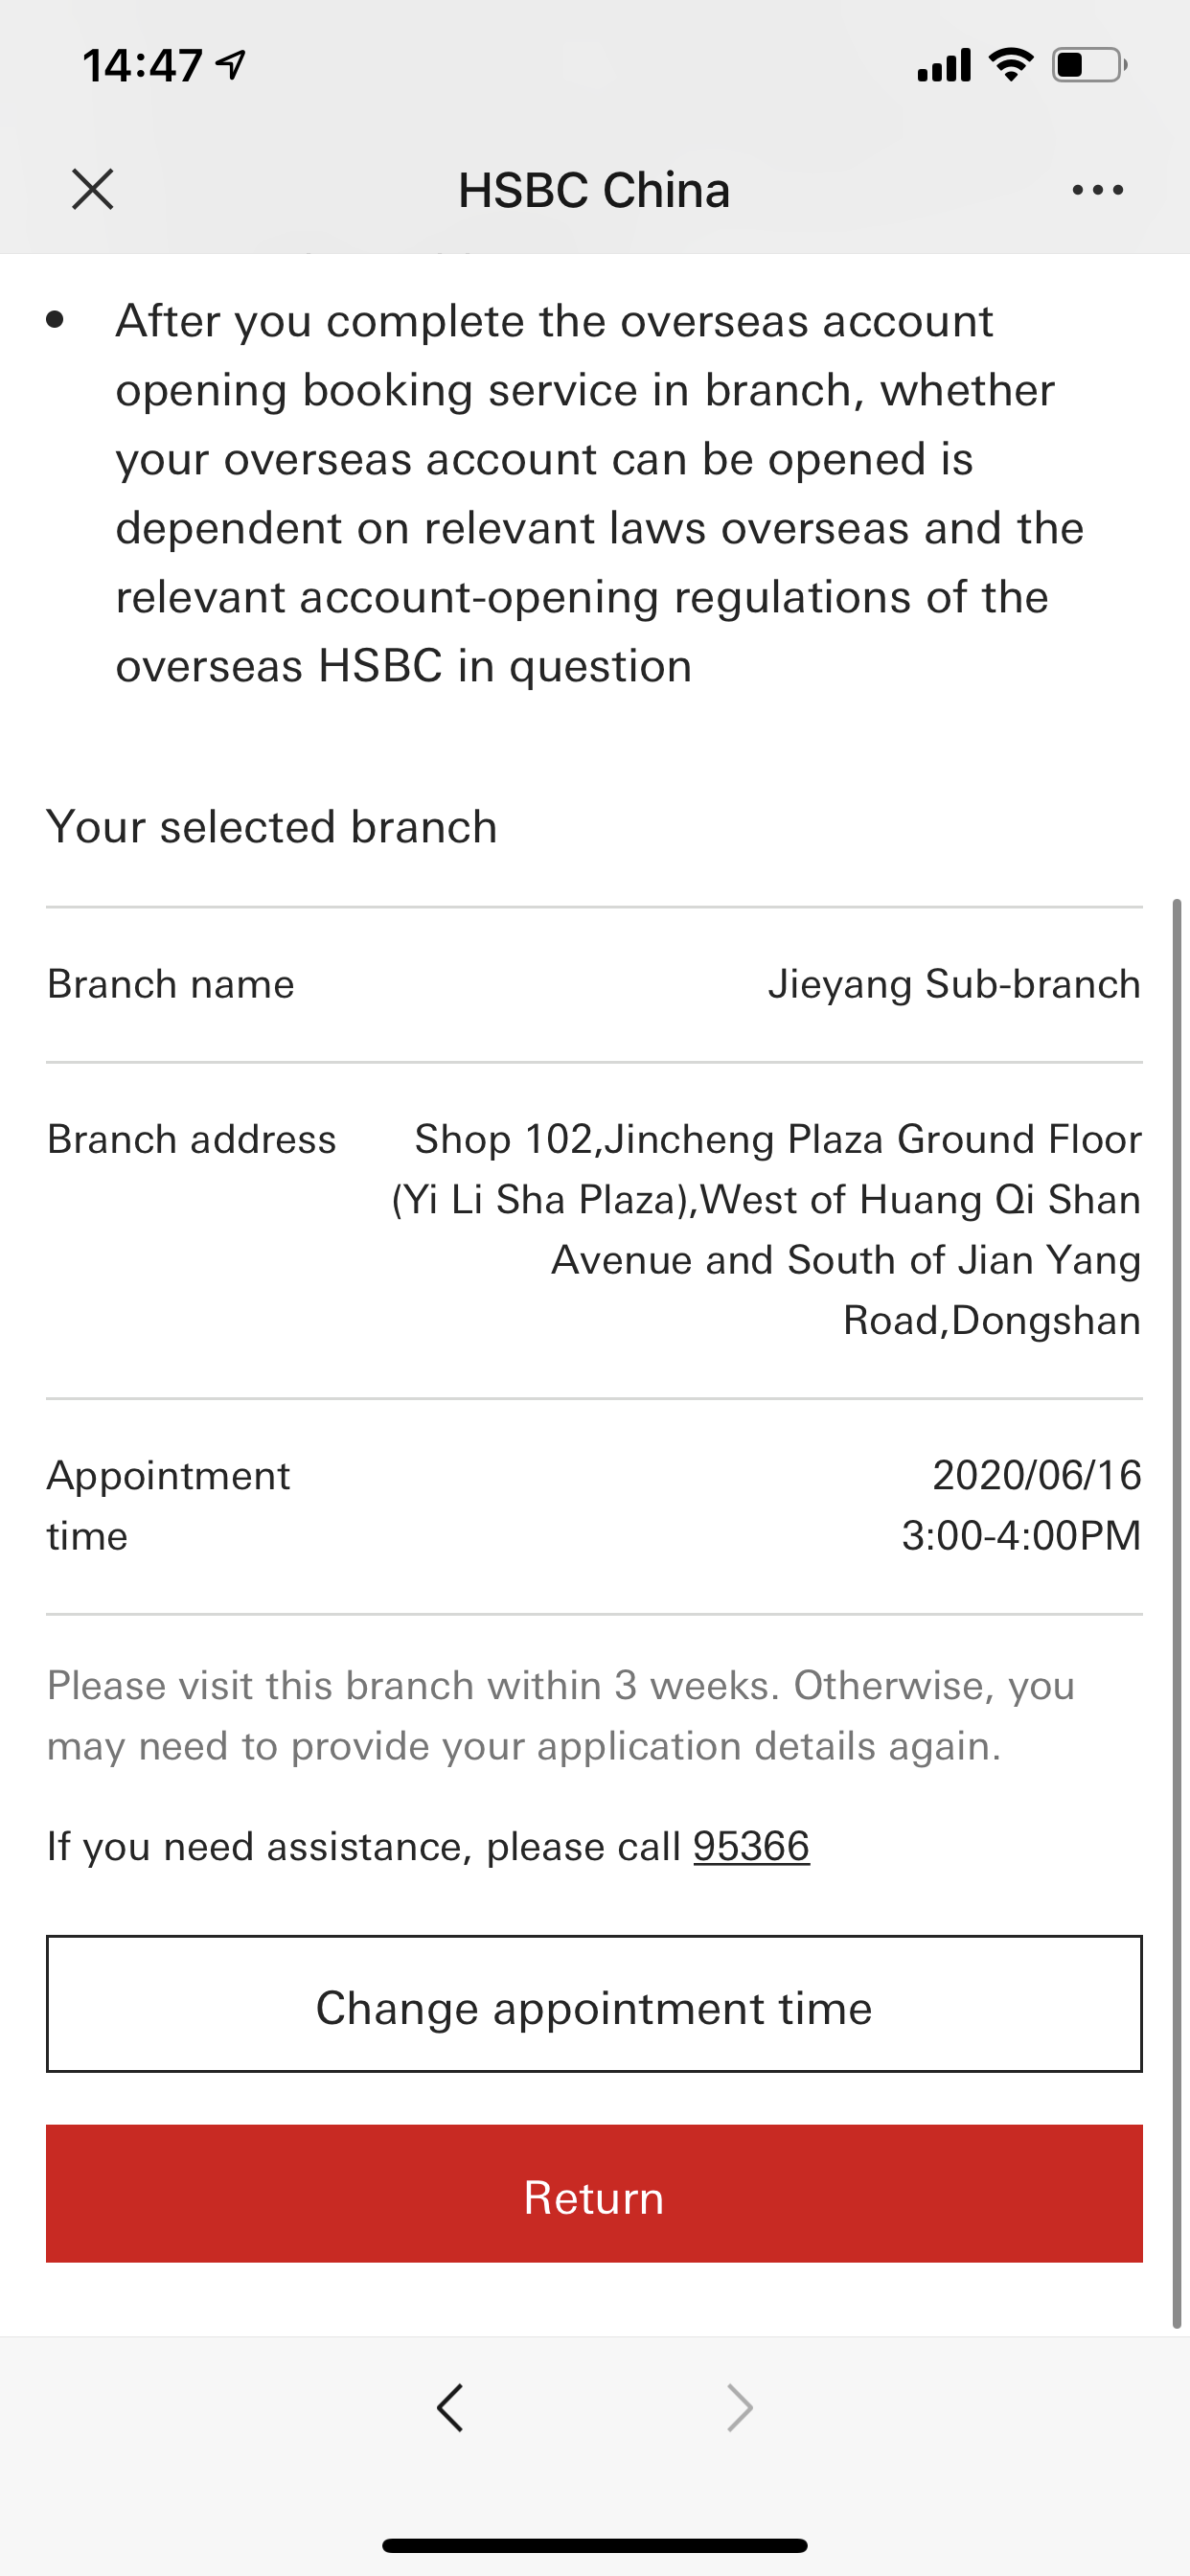 14:47
HSBC China
• After you complete the overseas account
opening booking service in branch, whether
your overseas account can be opened is
dependent on relevant laws overseas and the
relevant account-opening regulations of the
overseas HSBC in question
Your selected branch
Branch name Jieyang Sub-branch
Branch address Shop 102,Jincheng Plaza Ground Floor
(Yi Li Sha Plaza),West of Huang Qi Shan
Avenue and South of Jian Yang
Road,Dongshan
Appointment 2020/06/16
time 3:00-4:00PM
Please visit this branch within 3 weeks. Otherwise, you
may need to provide your application details again.
If you need assistance, please call 95366
Change appointment time
Return